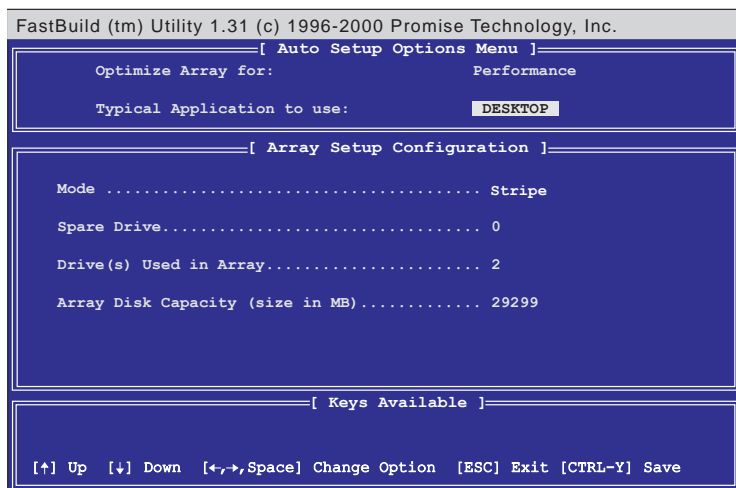 FastBuild (tm) Utility 1.31 (c) 1996-2000 Promise Technology, Inc.
[ Auto Setup Options Menu ]
Optimize Array for: Performance
Typical Application to use: DESKTOP
[ Array Setup Configuration ]
Mode ........................................ Stripe
Spare Drive.................................. 0
Drive(s) Used in Array....................... 2
Array Disk Capacity (size in MB)............. 29299
[ Keys Available ]
[↑] Up [↓] Down [←,→,Space] Change Option [ESC] Exit [CTRL-Y] Save